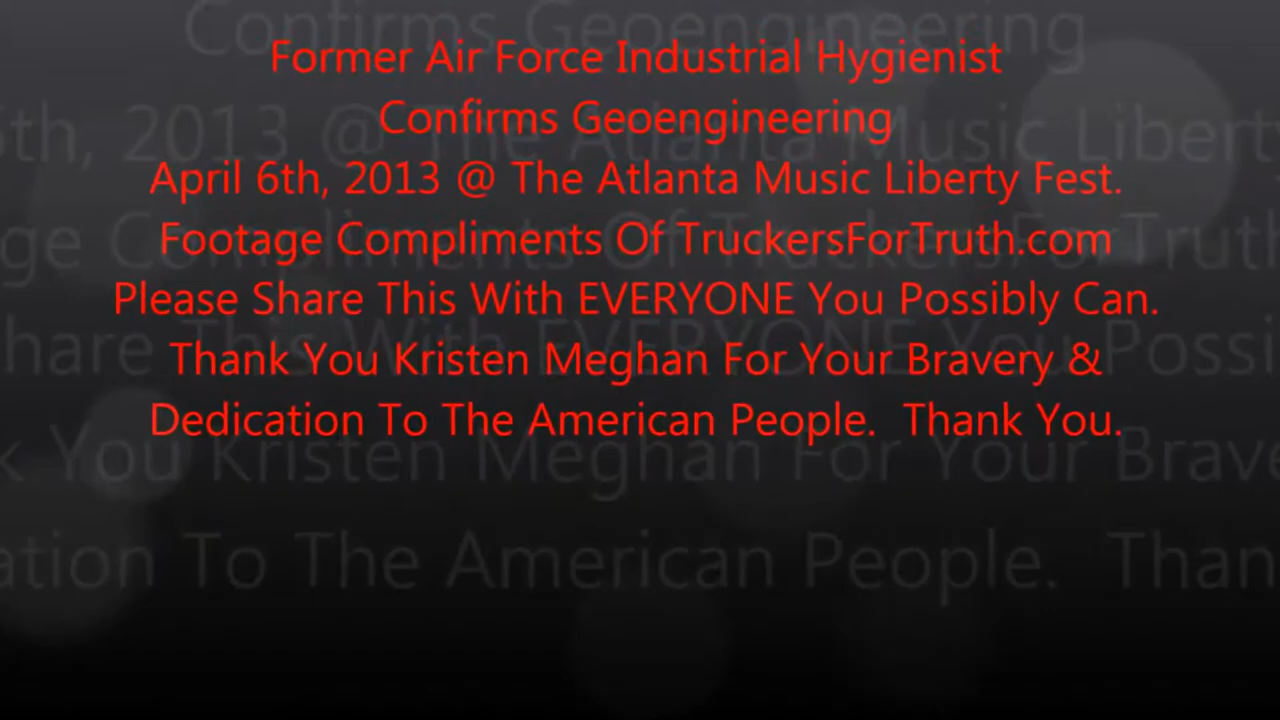 Former Air Force Industrial Hygienist
Confirms Geoengineering
April 6th, 2013 @ The Atlanta Music Liberty Fest.
Footage Compliments Of TruckersForTruth.com
Please Share This With EVERYONE You Possibly Can.
Thank You Kristen Meghan For Your Bravery &
Dedication To The American People.  Thank You.